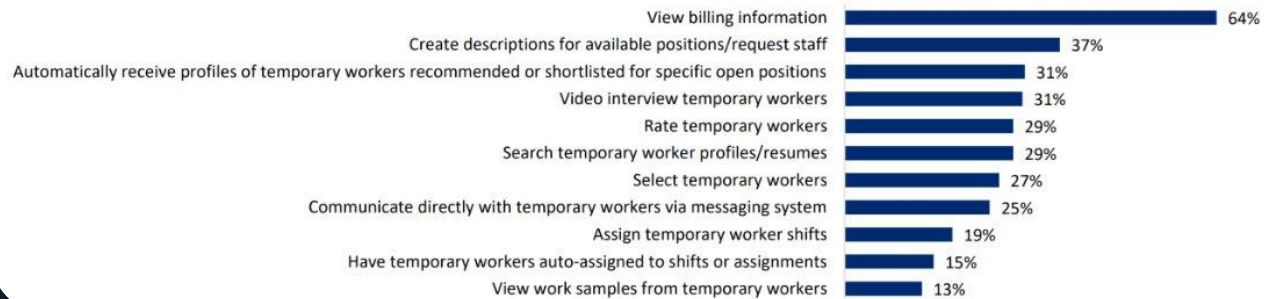 View billing information 64%
Create descriptions for available positions/request staff 37%
Automatically receive profiles of temporary workers recommended or shortlisted for specific open positions 31%
Video interview temporary workers 31%
Rate temporary workers 29%
Search temporary worker profiles/resumes 29%
Select temporary workers 27%
Communicate directly with temporary workers via messaging system 25%
Assign temporary worker shifts 19%
Have temporary workers auto-assigned to shifts or assignments 15%
View work samples from temporary workers 13%